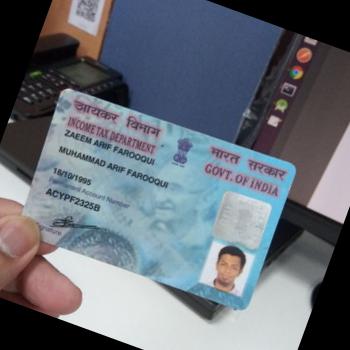 आयकर विभाग
INCOME TAX DEPARTMENT
भारत सरकार
GOVT. OF INDIA
ZAEEM ARIF FAROOQUI
MUHAMMAD ARIF FAROOQUI
18/10/1995
Permanent Account Number
ACYPF2325B
Signature